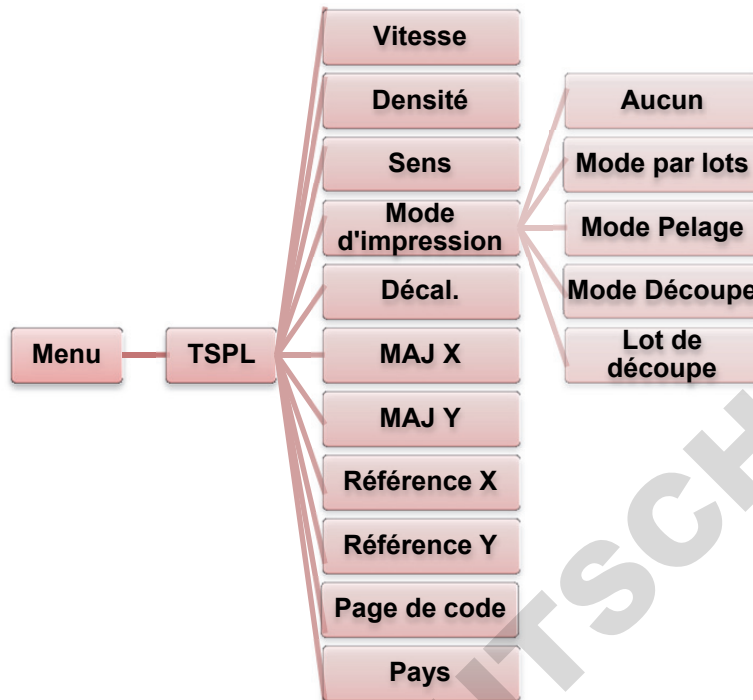 Menu
TSPL
Vitesse
Densité
Sens
Mode
d'impression
Décal.
MAJ X
MAJ Y
Référence X
Référence Y
Page de code
Pays
Aucun
Mode par lots
Mode Pelage
Mode Découpe
Lot de
découpe
ITSCH